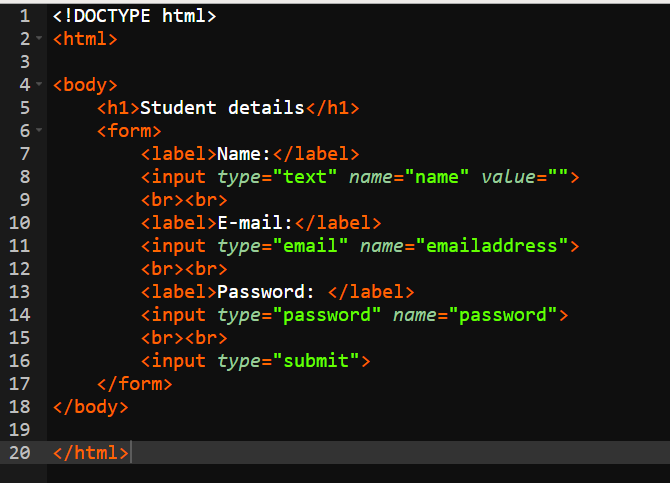 1 <!DOCTYPE html>
2 <html>
3
4 <body>
5     <h1>Student details</h1>
6     <form>
7         <label>Name:</label>
8         <input type="text" name="name" value="">
9         <br><br>
10         <label>E-mail:</label>
11         <input type="email" name="emailaddress">
12         <br><br>
13         <label>Password: </label>
14         <input type="password" name="password">
15         <br><br>
16         <input type="submit">
17     </form>
18 </body>
19
20 </html>